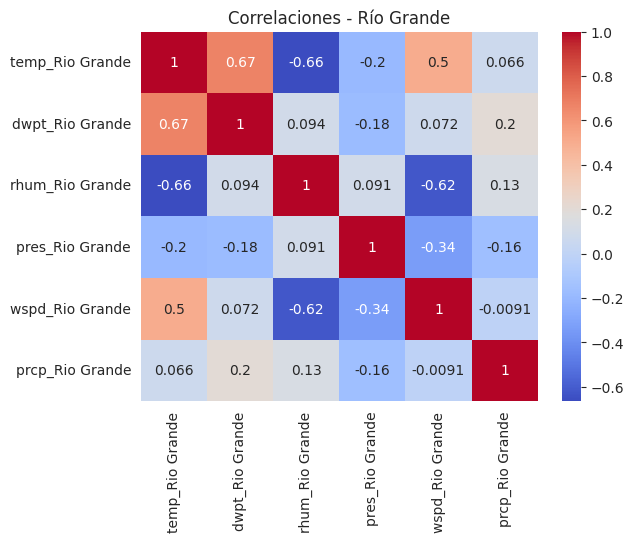 Correlaciones - Río Grande
temp_Rio Grande 1 0.67 -0.66 -0.2 0.5 0.066
dwpt_Rio Grande 0.67 1 0.094 -0.18 0.072 0.2
rhum_Rio Grande -0.66 0.094 1 0.091 -0.62 0.13
pres_Rio Grande -0.2 -0.18 0.091 1 -0.34 -0.16
wspd_Rio Grande 0.5 0.072 -0.62 -0.34 1 -0.0091
prcp_Rio Grande 0.066 0.2 0.13 -0.16 -0.0091 1
temp_Rio Grande
dwpt_Rio Grande
rhum_Rio Grande
pres_Rio Grande
wspd_Rio Grande
prcp_Rio Grande
1.0
0.8
0.6
0.4
0.2
0.0
−0.2
−0.4
−0.6